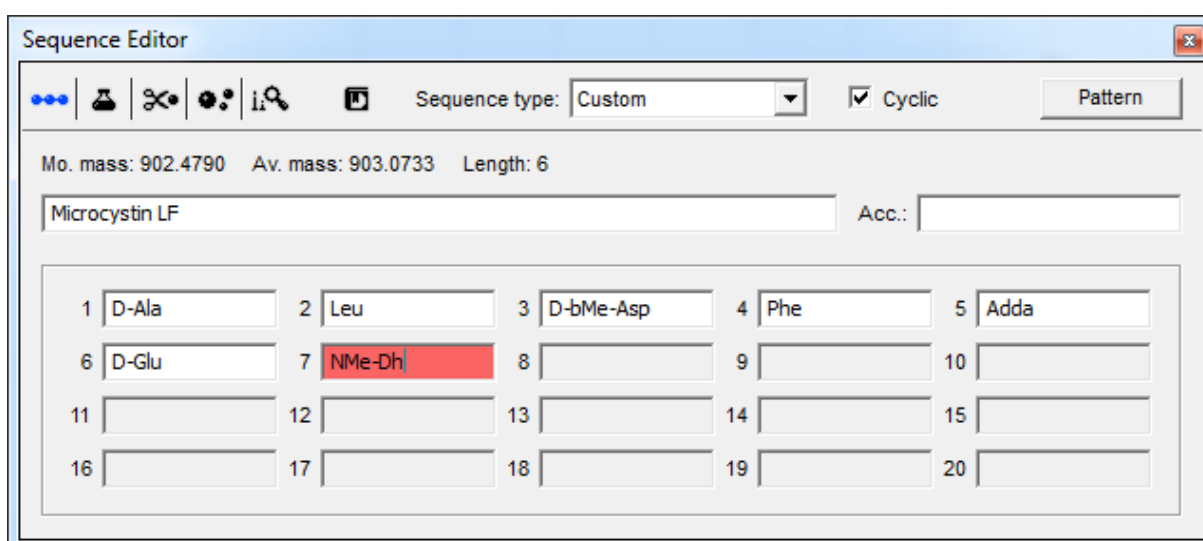 Sequence Editor
Sequence type: Custom Cyclic Pattern
Mo. mass: 902.4790 Av. mass: 903.0733 Length: 6
Microcystin LF Acc.:
1 D-Ala 2 Leu 3 D-bMe-Asp 4 Phe 5 Adda
6 D-Glu 7 NMe-Dh 8 9 10
11 12 13 14 15
16 17 18 19 20